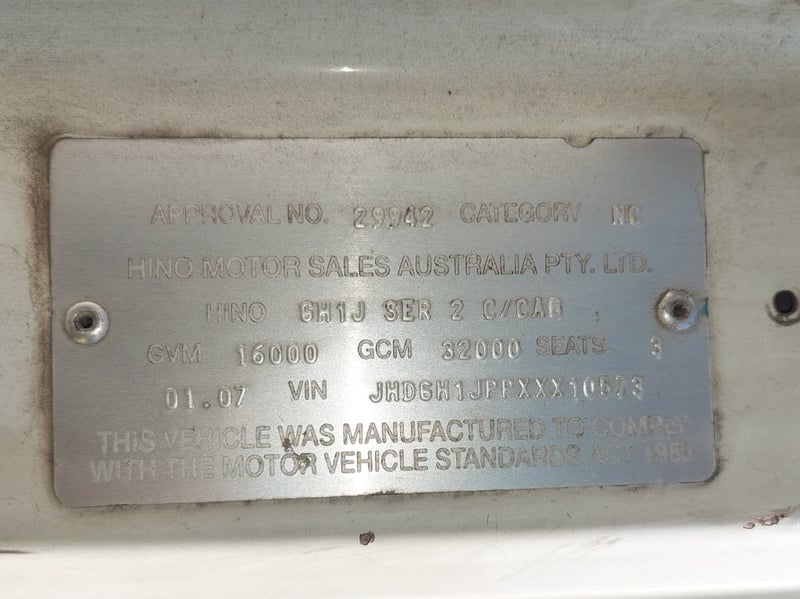 APPROVAL NO. 29942 CATEGORY NC
HINO MOTOR SALES AUSTRALIA PTY. LTD.
HINO GH1J SER 2 C/CAB
GVM 16000 GCM 32000 SEATS 3
01.07 VIN JHDGH1JPPXXX10573
THIS VEHICLE WAS MANUFACTURED TO COMPLY
WITH THE MOTOR VEHICLE STANDARDS ACT 1989